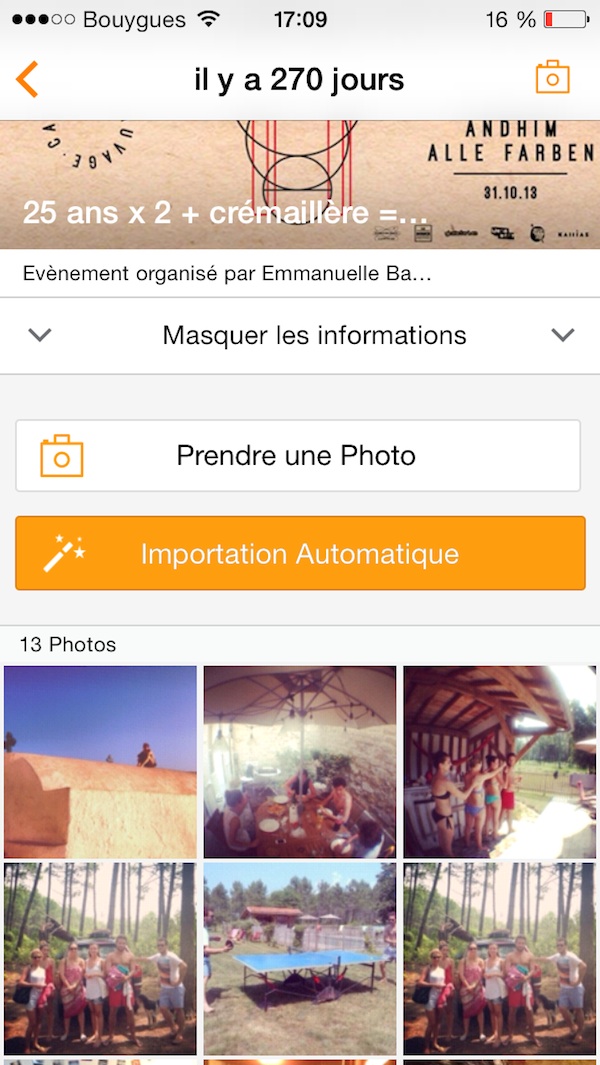 Bouygues 17:09 16 %
il y a 270 jours
UVAGE.CA
ANDHIM
ALLE FARBEN
31.10.13
25 ans x 2 + crémaillère =...
KALLIAS
Evènement organisé par Emmanuelle Ba...
Masquer les informations
Prendre une Photo
Importation Automatique
13 Photos